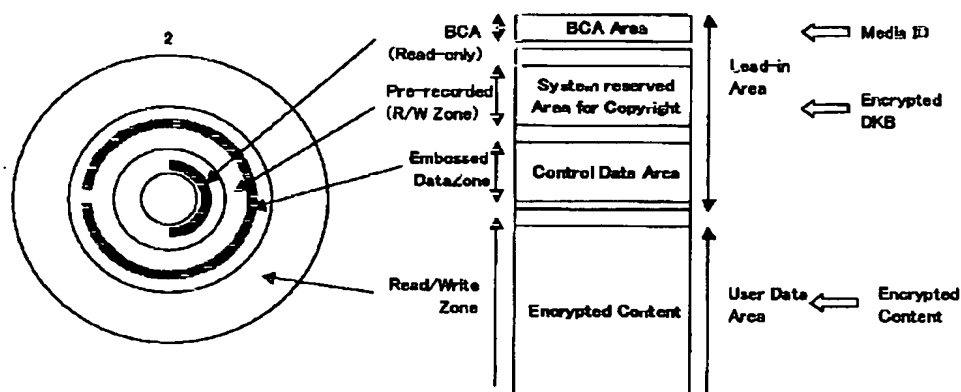 2
BCA
(Read-only)
Pre-recorded
(R/W Zone)
Embossed
DataZone
Read/Write
Zone
BCA Area
System reserved
Area for Copyright
Control Data Area
Encrypted Content
Lead-in
Area
User Data
Area
Media ID
Encrypted
DKB
Encrypted
Content